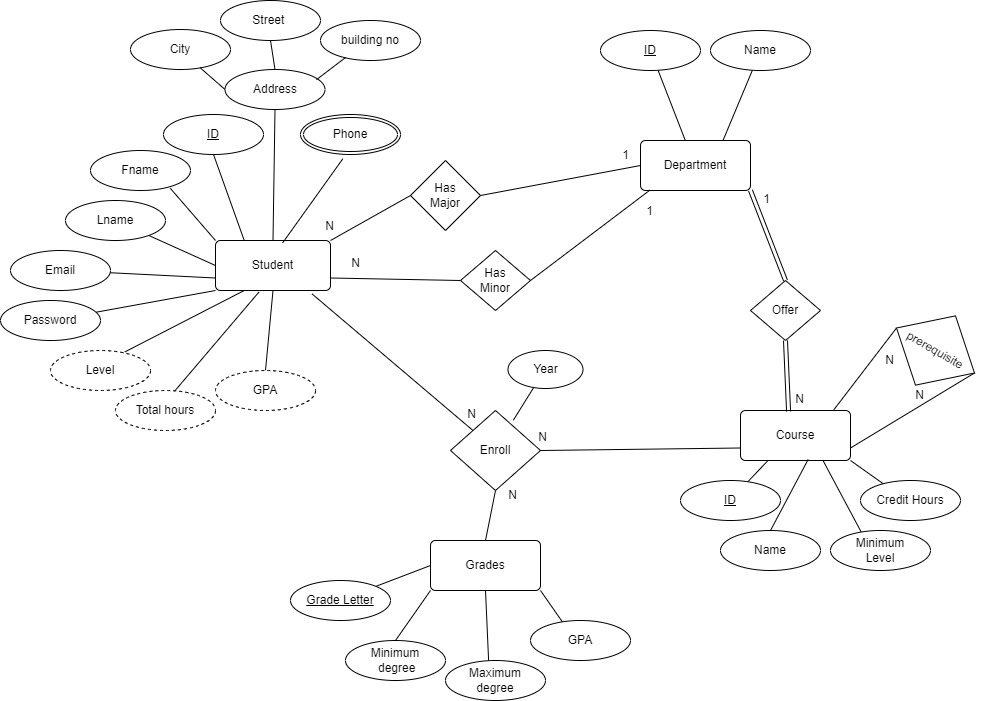 Street
City
building no
Address
ID
Name
ID
Phone
Fname
Has
Major
1
Department
Lname
N
1
1
Student
N
Has
Minor
Email
Password
Offer
Level
Total hours
GPA
Year
prerequisite
N
N
N
N
Enroll
N
Course
N
ID
Credit Hours
Name
Minimum
Level
Grades
Grade Letter
Minimum
degree
Maximum
degree
GPA